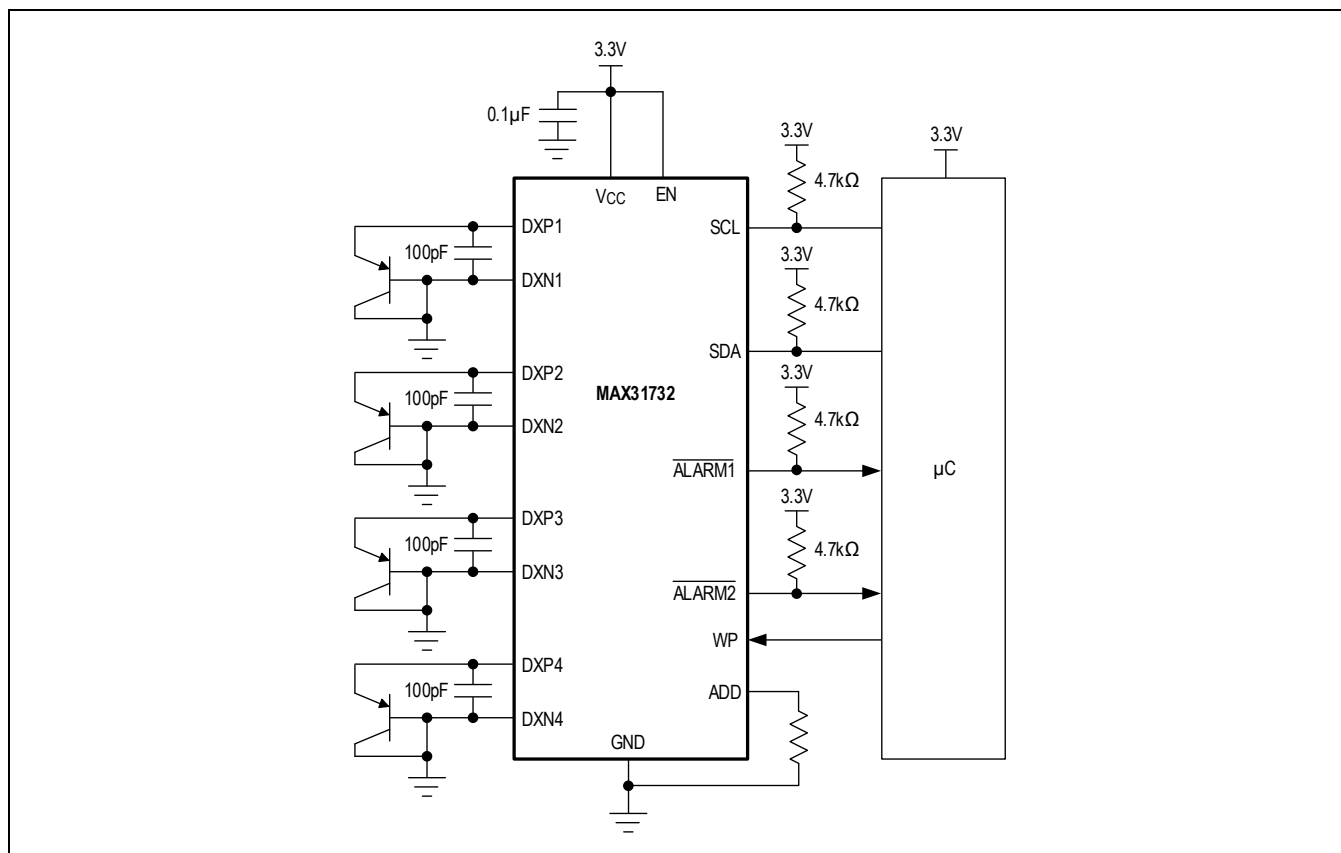 3.3V
0.1µF
VCC
EN
3.3V
4.7kΩ
3.3V
DXP1
100pF
DXN1
SCL
3.3V
4.7kΩ
SDA
DXP2
100pF
DXN2
MAX31732
3.3V
4.7kΩ
ALARM1
µC
DXP3
100pF
DXN3
3.3V
4.7kΩ
ALARM2
WP
DXP4
100pF
DXN4
ADD
GND